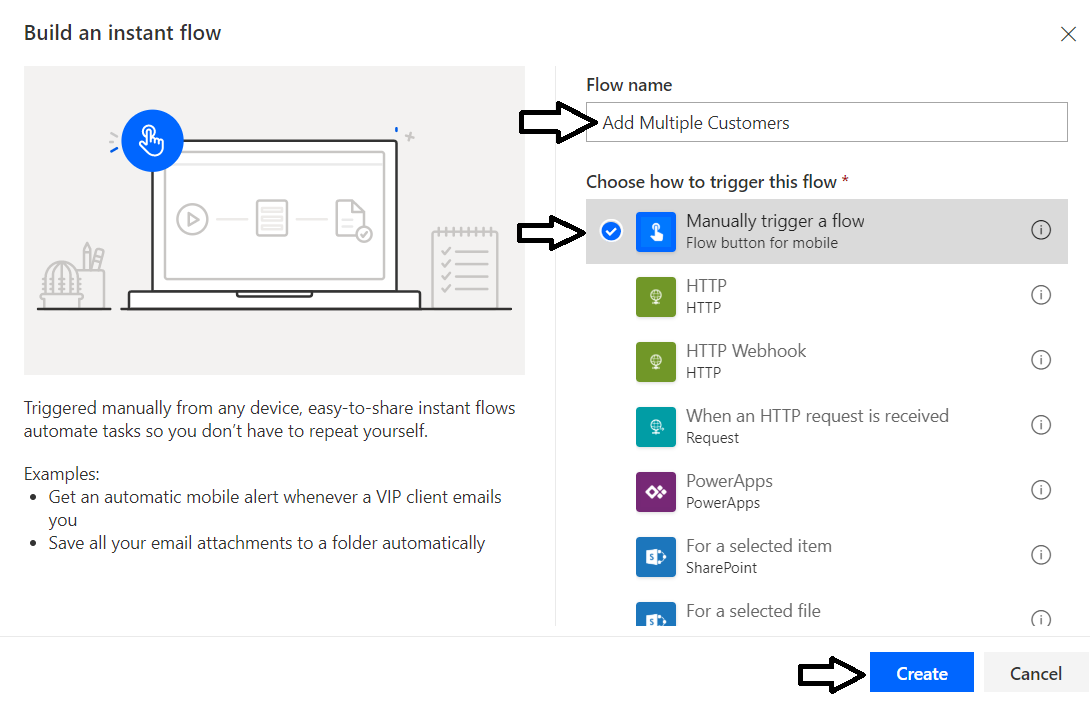 Build an instant flow
Triggered manually from any device, easy-to-share instant flows
automate tasks so you don’t have to repeat yourself.
Examples:
• Get an automatic mobile alert whenever a VIP client emails
you
• Save all your email attachments to a folder automatically
Flow name
Add Multiple Customers
Choose how to trigger this flow *
Manually trigger a flow
Flow button for mobile
HTTP
HTTP
HTTP Webhook
HTTP
When an HTTP request is received
Request
PowerApps
PowerApps
For a selected item
SharePoint
For a selected file
Create
Cancel